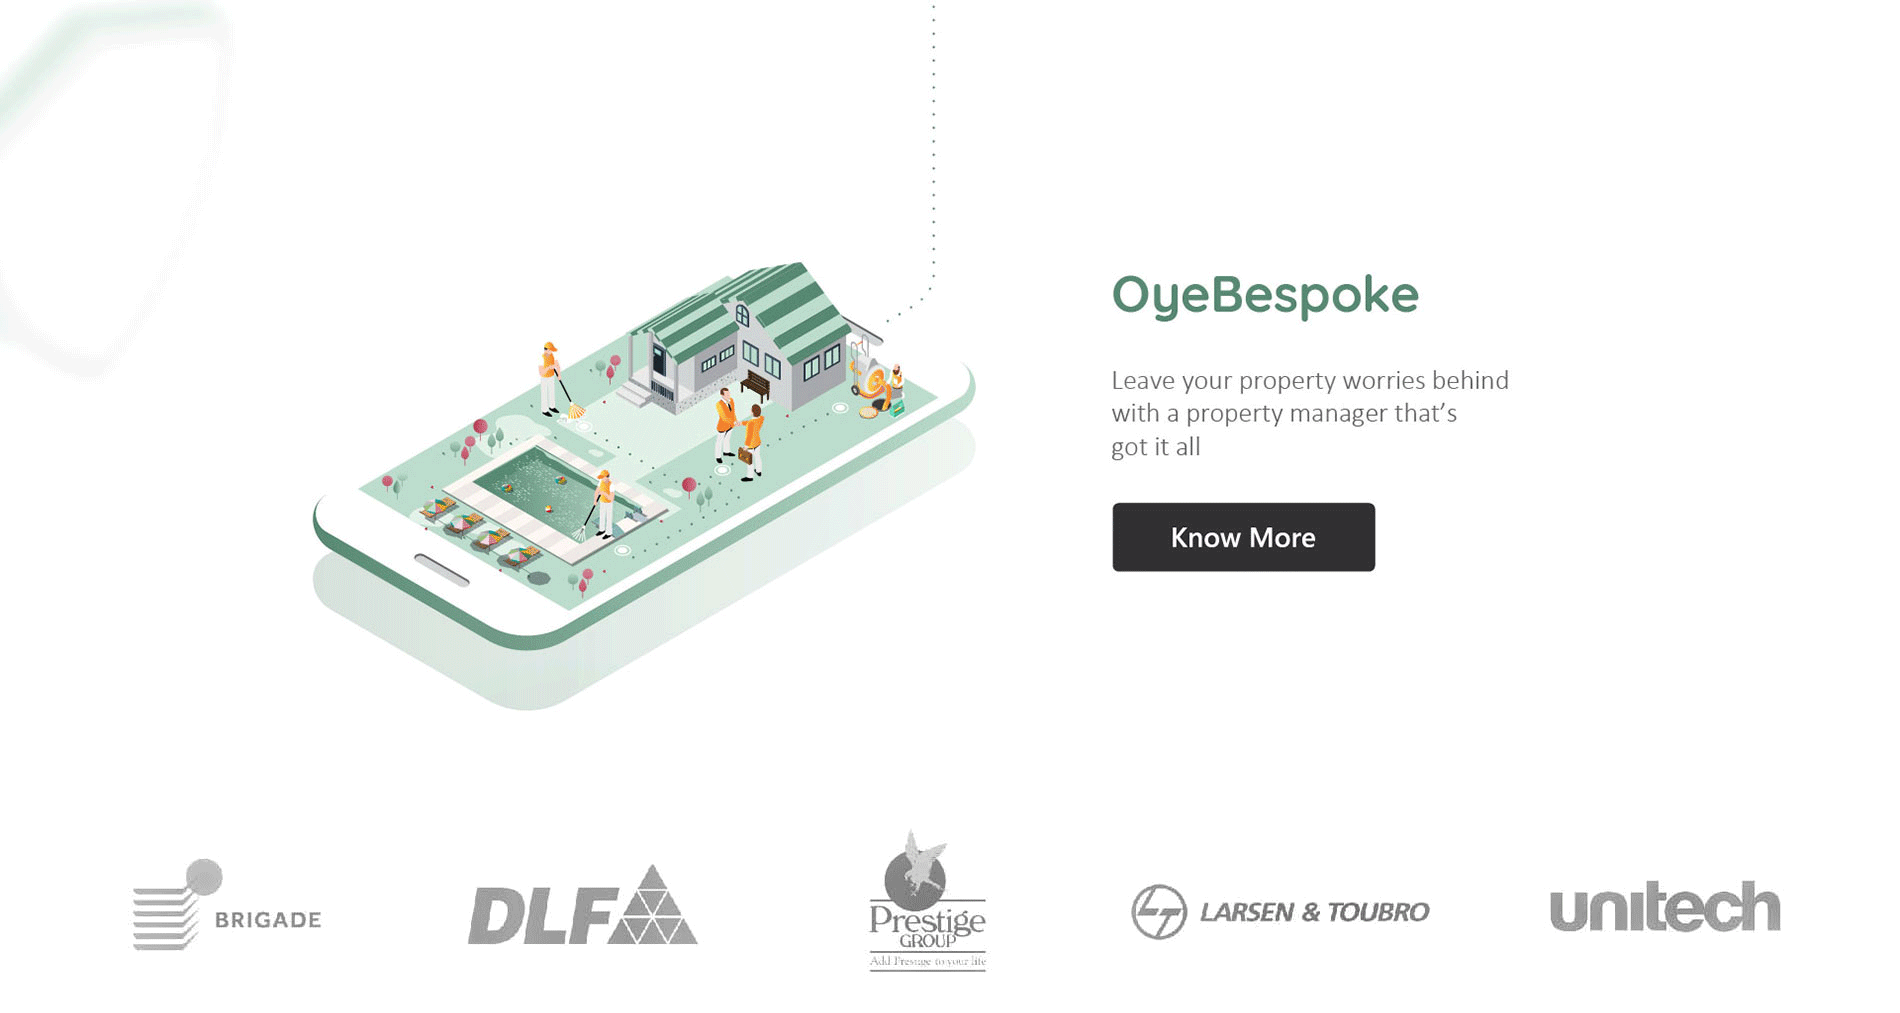 OyeBespoke
Leave your property worries behind
with a property manager that’s
got it all
Know More
BRIGADE
DLF
Prestige
GROUP
Add Prestige to your life
LT
LARSEN & TOUBRO
unitech